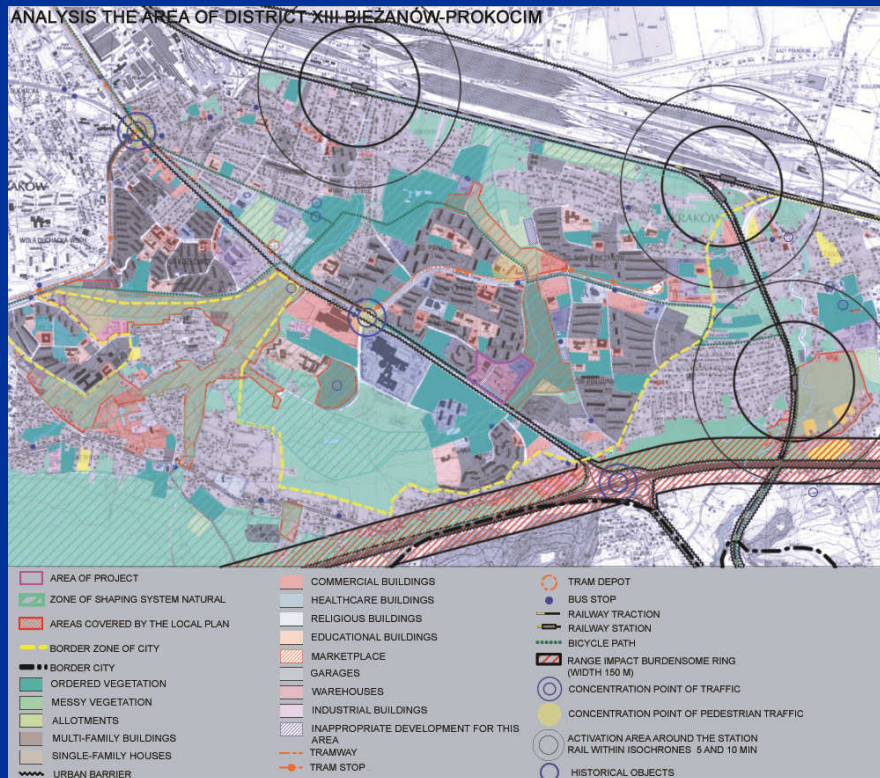 ANALYSIS THE AREA OF DISTRICT XIII BIEŻANÓW-PROKOCIM
KRAKÓW
WOLA DUCHACKA WSCH.
AREA OF PROJECT
ZONE OF SHAPING SYSTEM NATURAL
AREAS COVERED BY THE LOCAL PLAN
BORDER ZONE OF CITY
BORDER CITY
ORDERED VEGETATION
MESSY VEGETATION
ALLOTMENTS
MULTI-FAMILY BUILDINGS
SINGLE-FAMILY HOUSES
URBAN BARRIER
COMMERCIAL BUILDINGS
HEALTHCARE BUILDINGS
RELIGIOUS BUILDINGS
EDUCATIONAL BUILDINGS
MARKETPLACE
GARAGES
WAREHOUSES
INDUSTRIAL BUILDINGS
INAPPROPRIATE DEVELOPMENT FOR THIS
AREA
TRAMWAY
TRAM STOP
TRAM DEPOT
BUS STOP
RAILWAY TRACTION
RAILWAY STATION
BICYCLE PATH
RANGE IMPACT BURDENSOME RING
(WIDTH 150 M)
CONCENTRATION POINT OF TRAFFIC
CONCENTRATION POINT OF PEDESTRIAN TRAFFIC
ACTIVATION AREA AROUND THE STATION
RAIL WITHIN ISOCHRONES 5 AND 10 MIN
HISTORICAL OBJECTS